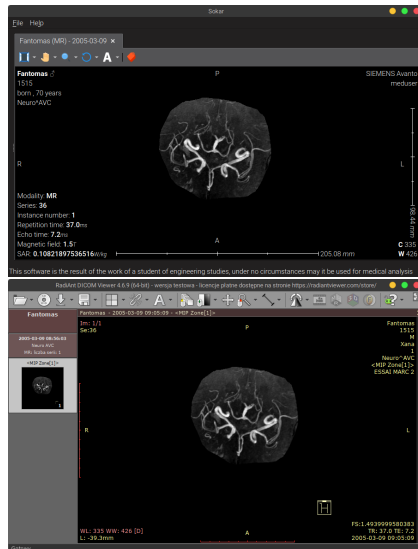 Sokar
File Help
Fantomas (MR) - 2005-03-09 ×
Fantomas ♂
1515
born , 70 years
Neuro^AVC
P
SIEMENS Avanto
meduser
R
L
Modality: MR
Series: 36
Instance number: 1
Repetition time: 37.0ms
Echo time: 7.2ms
Magnetic field: 1.5T
SAR: 0.10821897536516W/kg
A
205.08 mm
98.44 mm
C 335
W 426
This software is the result of the work of a student of engineering studies, under no circumstances may it be used for medical analysis
RadiAnt DICOM Viewer 4.6.9 (64-bit) - wersja testowa - licencje płatne dostępne na stronie https://radiantviewer.com/store/
Fantomas
2005-03-09 08:36:03
Neuro AVC
MR, liczba serii: 1
<MIP Zone[1]>
1
Fantomas - 2005-03-09 09:05:09 - <MIP Zone[1]>
Im: 1/1
Se:36
P
Fantomas
1515
M
Xana
1
Neuro^AVC
<MIP Zone[1]>
ESSAI MARC 2
R
L
H
WL: 335 WW: 426 [D]
L: -39.3mm
A
FS:1.4939999580383
TR: 37.0 TE: 7.2
2005-03-09 09:05:09